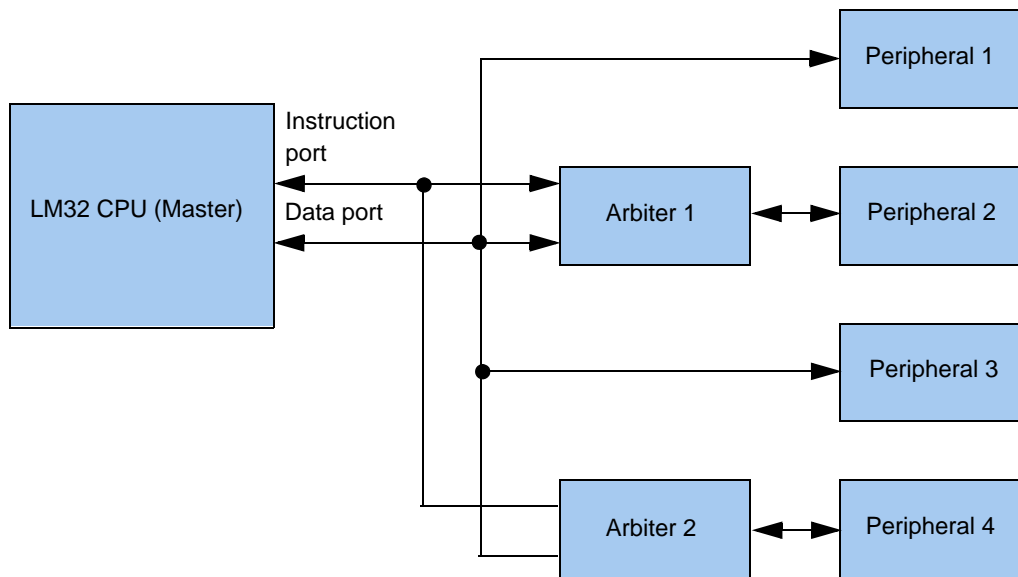 Peripheral 1
Instruction
port
LM32 CPU (Master)
Data port
Arbiter 1
Peripheral 2
Peripheral 3
Arbiter 2
Peripheral 4